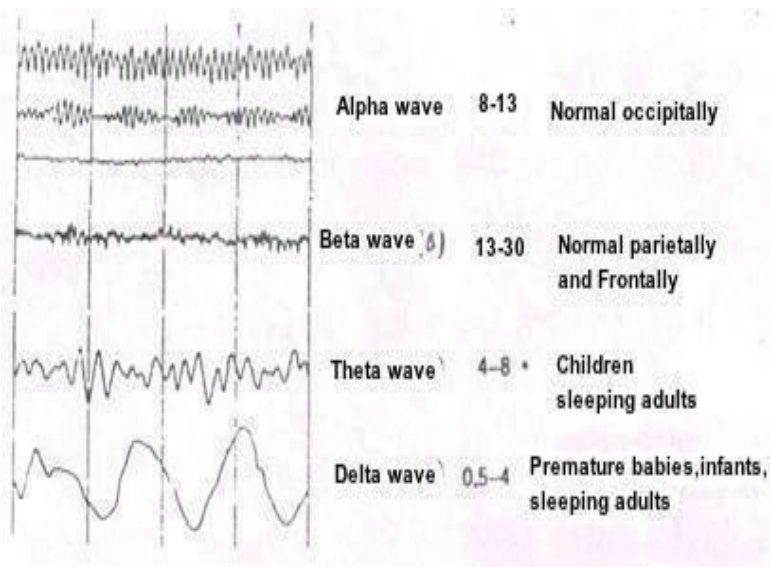 Alpha wave 8-13 Normal occipitally
Beta wave (β) 13-30 Normal parietally
and Frontally
Theta wave 4-8 Children
sleeping adults
Delta wave 0,5-4 Premature babies,infants,
sleeping adults